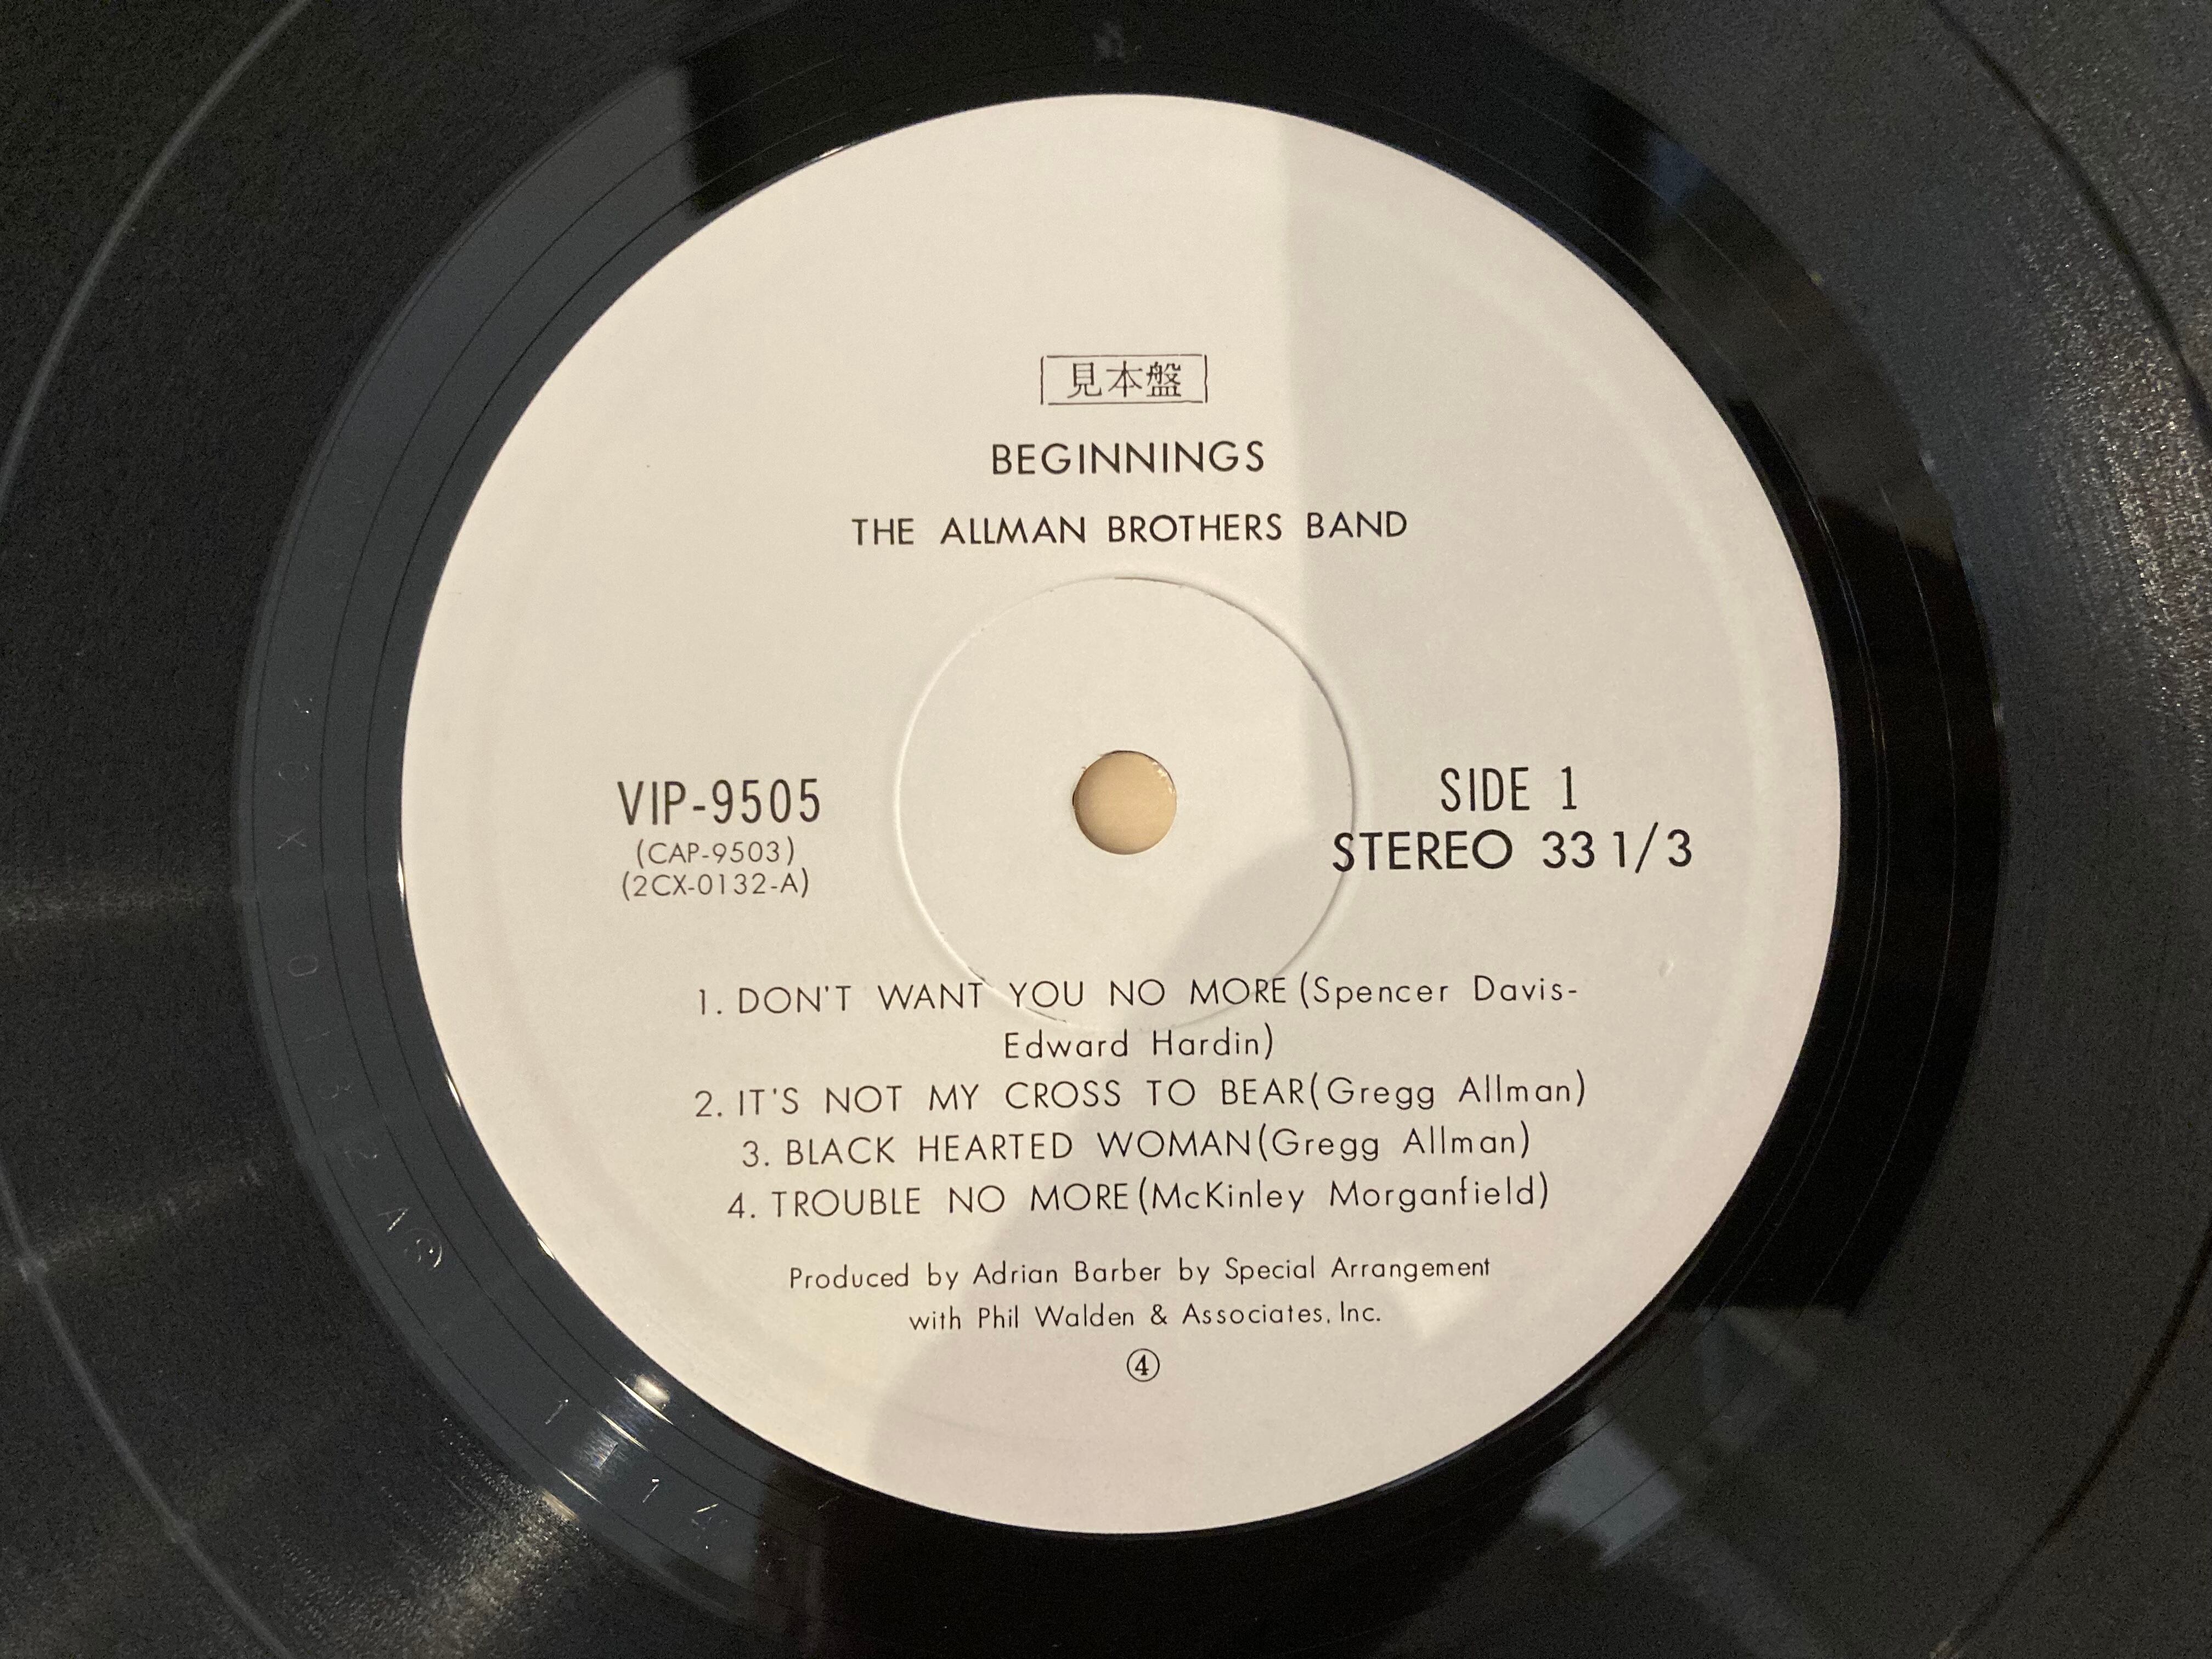 見本盤
BEGINNINGS
THE ALLMAN BROTHERS BAND
VIP-9505
(CAP-9503)
(2CX-0132-A)
SIDE 1
STEREO 33 1/3
1. DON'T WANT YOU NO MORE (Spencer Davis-
Edward Hardin)
2. IT'S NOT MY CROSS TO BEAR(Gregg Allman)
3. BLACK HEARTED WOMAN(Gregg Allman)
4. TROUBLE NO MORE(McKinley Morganfield)
Produced by Adrian Barber by Special Arrangement
with Phil Walden & Associates, Inc.
④